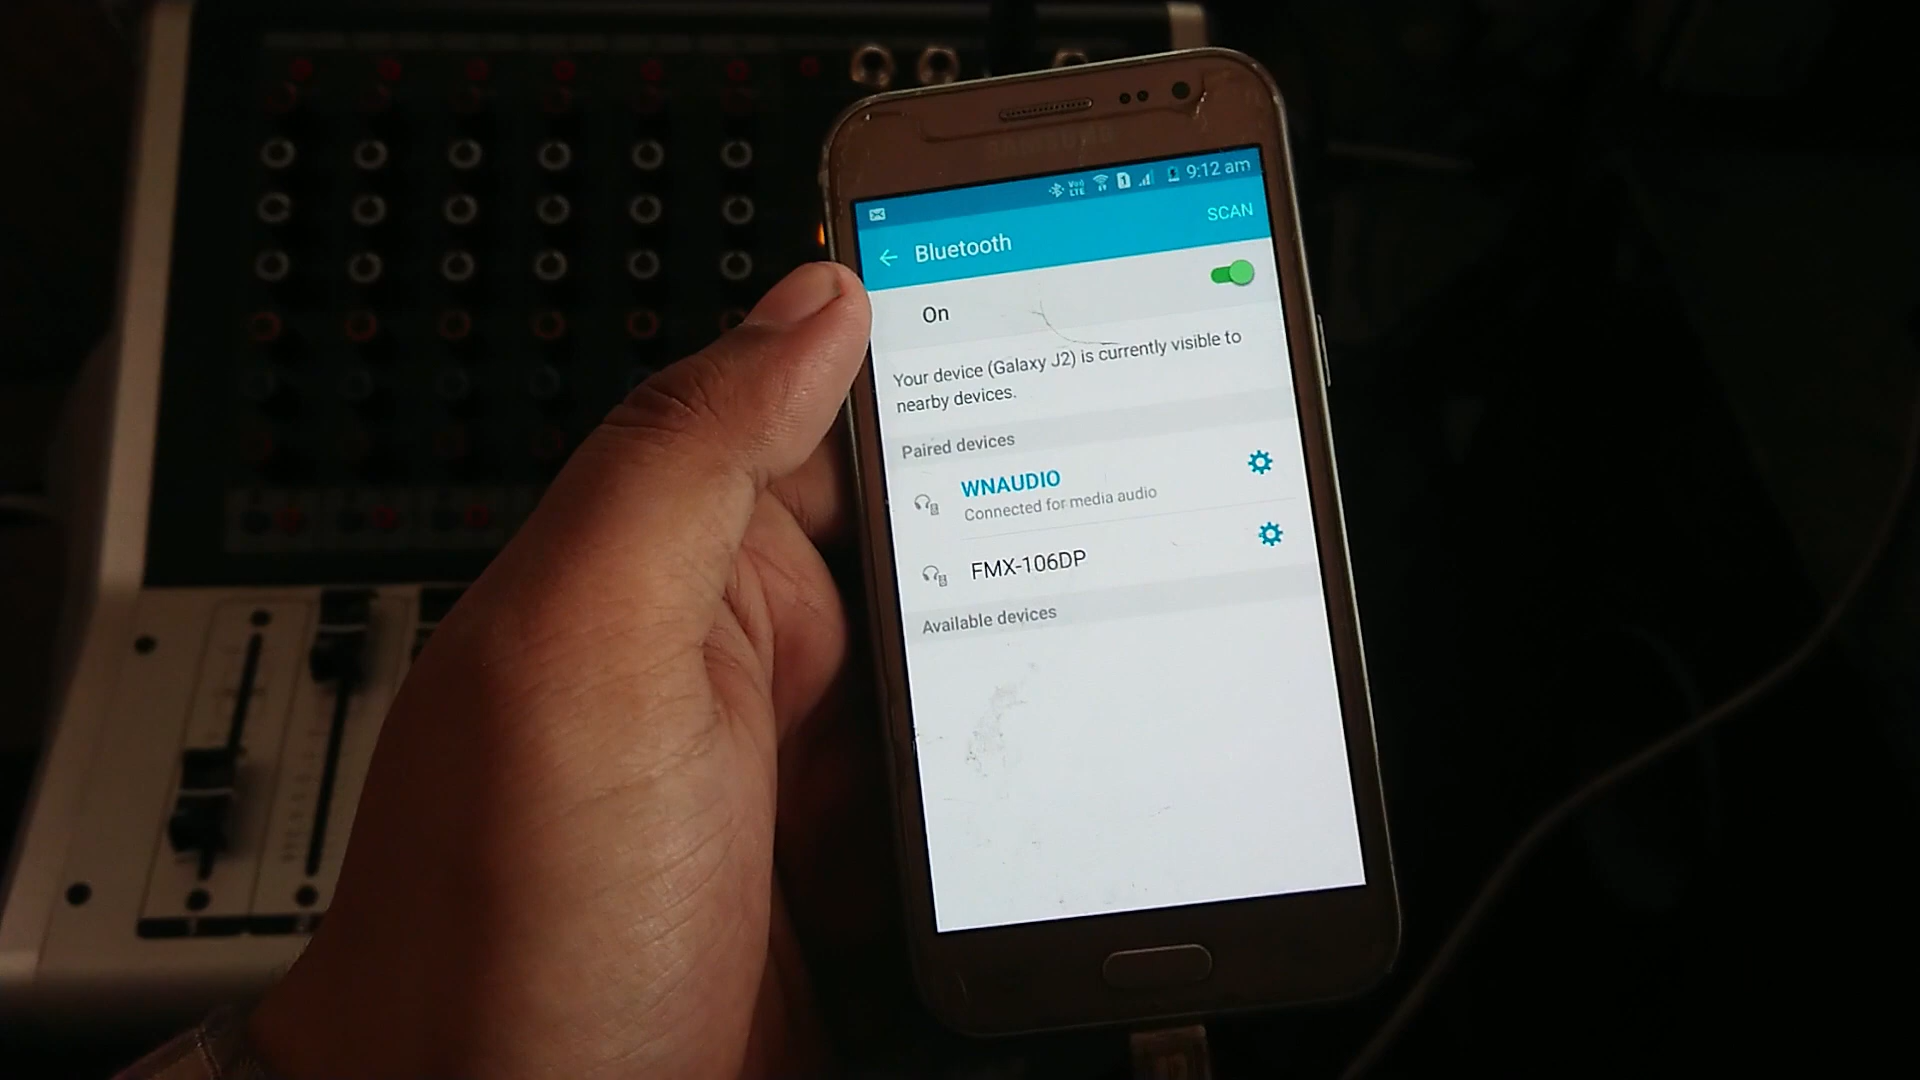 SAMSUNG
9:12 am
Bluetooth
SCAN
On
Your device (Galaxy J2) is currently visible to
nearby devices.
Paired devices
WNAUDIO
Connected for media audio
FMX-106DP
Available devices